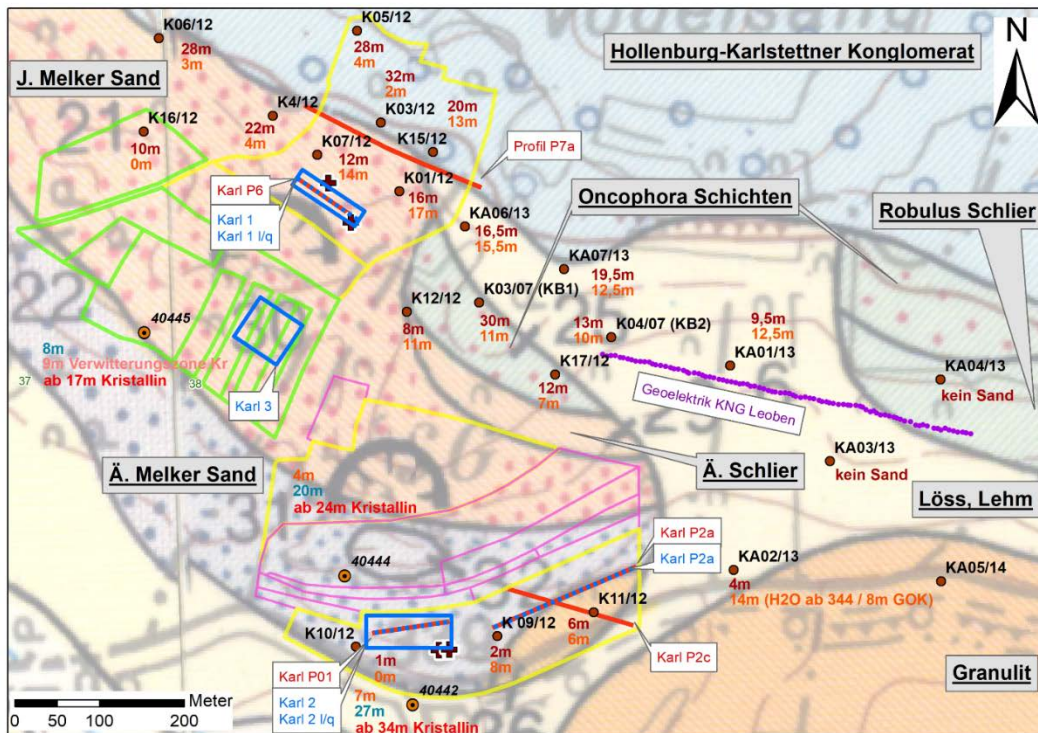 K06/12
28m
3m
K05/12
28m
4m
Hollenburg-Karlstettner Konglomerat
N
J. Melker Sand
21
K16/12
10m
0m
K4/12
22m
4m
32m
2m
K03/12
20m
13m
K15/12
K07/12
12m
14m
Profil P7a
K01/12
16m
17m
Karl P6
Karl 1
Karl 1 l/q
Oncophora Schichten
Robulus Schlier
KA06/13
16,5m
15,5m
KA07/13
19,5m
12,5m
22
K03/07 (KB1)
30m
11m
K12/12
8m
11m
13m
10m
K04/07 (KB2)
9,5m
12,5m
KA01/13
KA04/13
kein Sand
40445
8m
9m Verwitterungszone Kr
ab 17m Kristallin
37
38
Karl 3
K17/12
12m
7m
Geoelektrik KNG Leoben
Ä. Schlier
KA03/13
kein Sand
Ä. Melker Sand
4m
20m
ab 24m Kristallin
Löss, Lehm
Karl P2a
Karl P2a
40444
KA02/13
4m
14m (H2O ab 344 / 8m GOK)
KA05/14
K11/12
6m
6m
K10/12
K 09/12
2m
8m
Karl P2c
Granulit
1m
0m
Karl P01
Karl 2
Karl 2 l/q
7m
27m
ab 34m Kristallin
40442
Meter
0 50 100 200